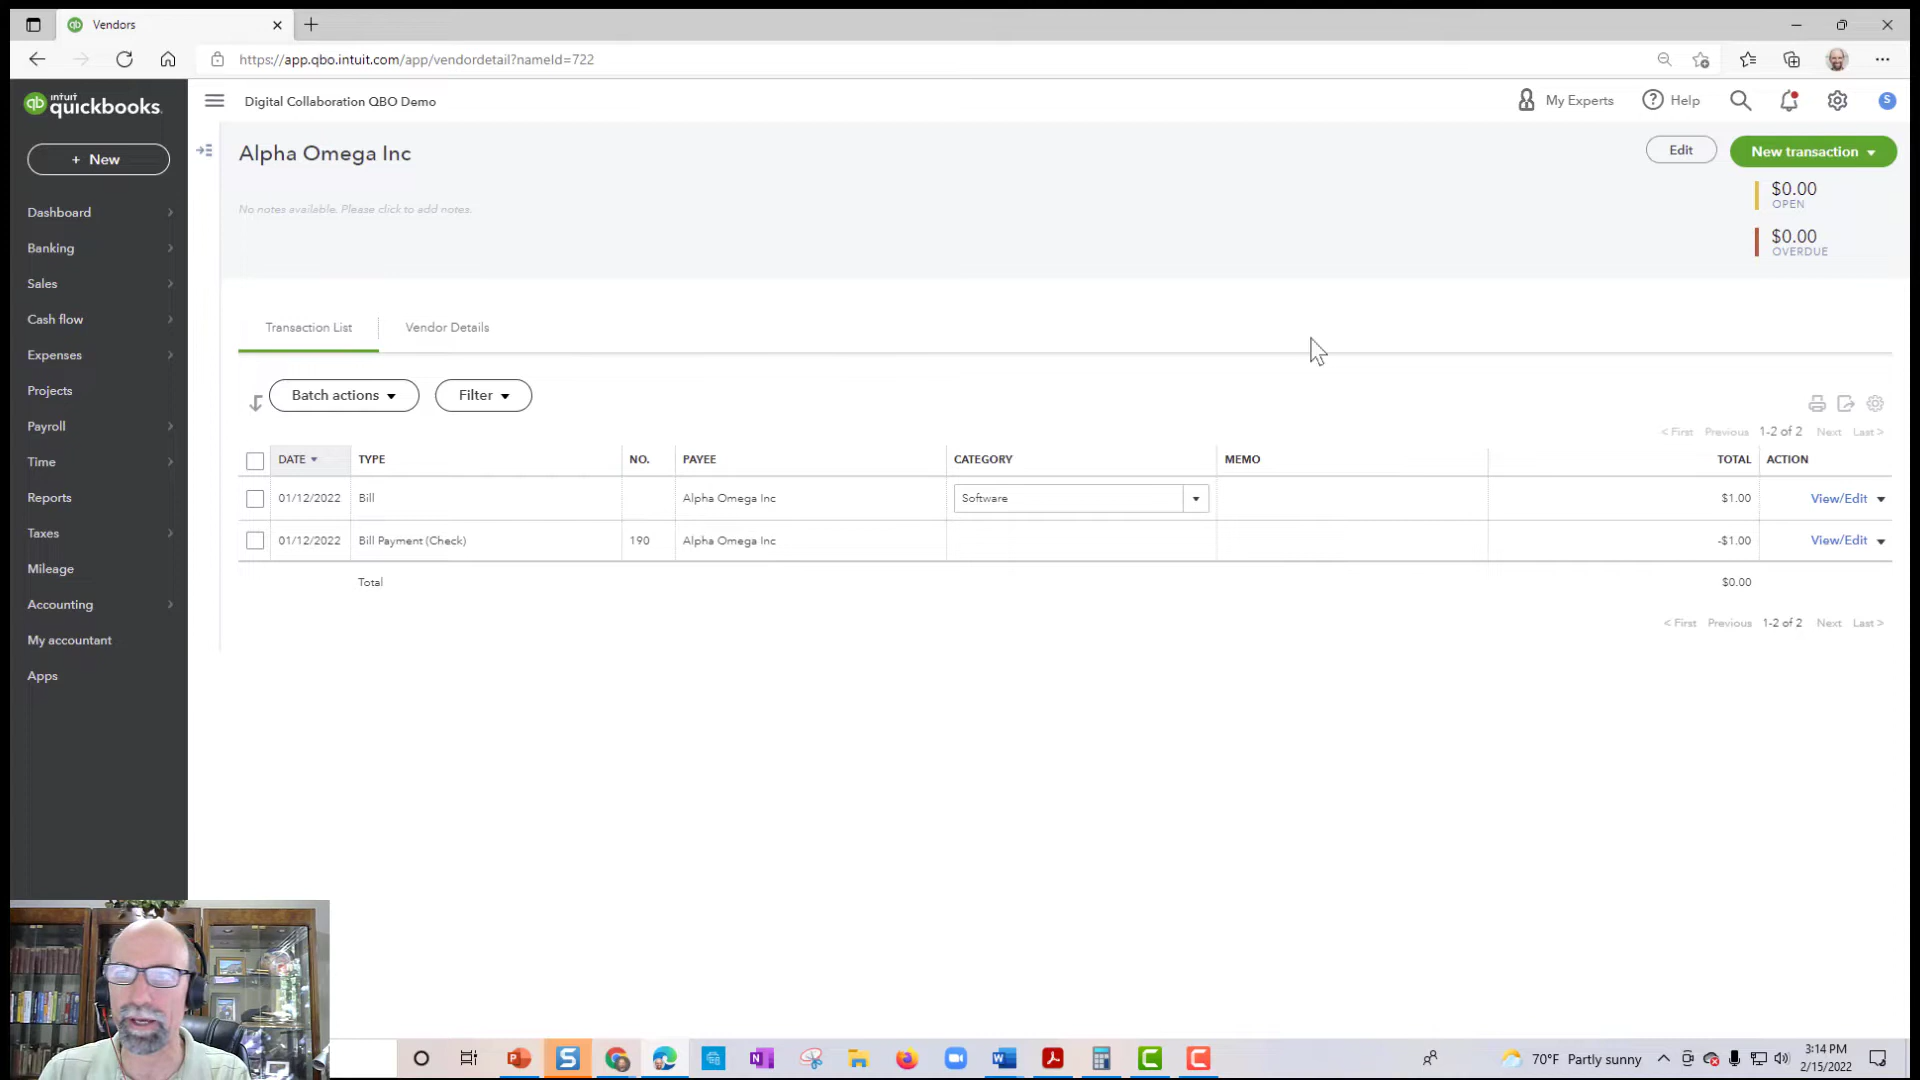 Vendors
https://app.qbo.intuit.com/app/vendordetail?nameId=722
intuit
quickbooks.
Digital Collaboration QBO Demo
My Experts
Help
S
+ New
Alpha Omega Inc
Edit
New transaction
$0.00
OPEN
No notes available. Please click to add notes.
$0.00
OVERDUE
Dashboard
Banking
Sales
Cash flow
Expenses
Projects
Payroll
Time
Reports
Taxes
Mileage
Accounting
My accountant
Apps
Transaction List
Vendor Details
Batch actions
Filter
< First Previous 1-2 of 2 Next Last >
DATE TYPE NO. PAYEE CATEGORY MEMO TOTAL ACTION
01/12/2022 Bill Alpha Omega Inc Software $1.00 View/Edit
01/12/2022 Bill Payment (Check) 190 Alpha Omega Inc -$1.00 View/Edit
Total $0.00
< First Previous 1-2 of 2 Next Last >
70°F Partly sunny
3:14 PM
2/15/2022